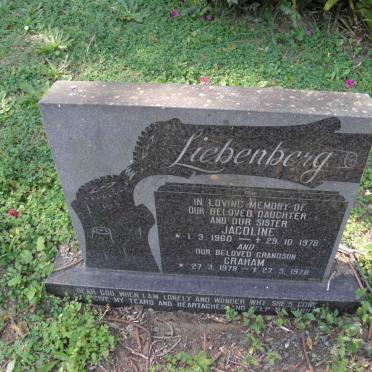 Liebenberg
IN LOVING MEMORY OF
OUR BELOVED DAUGHTER
AND OUR SISTER
JACOLINE
* 1. 3. 1960 — † 29. 10. 1978
AND
OUR BELOVED GRANDSON
GRAHAM
* 27. 3. 1978 — † 27. 3. 1978
DEAR GOD WHEN I AM LONELY AND WONDER WHY SHE'S GONE
MY TEARS AND HEARTACHES AND HELP